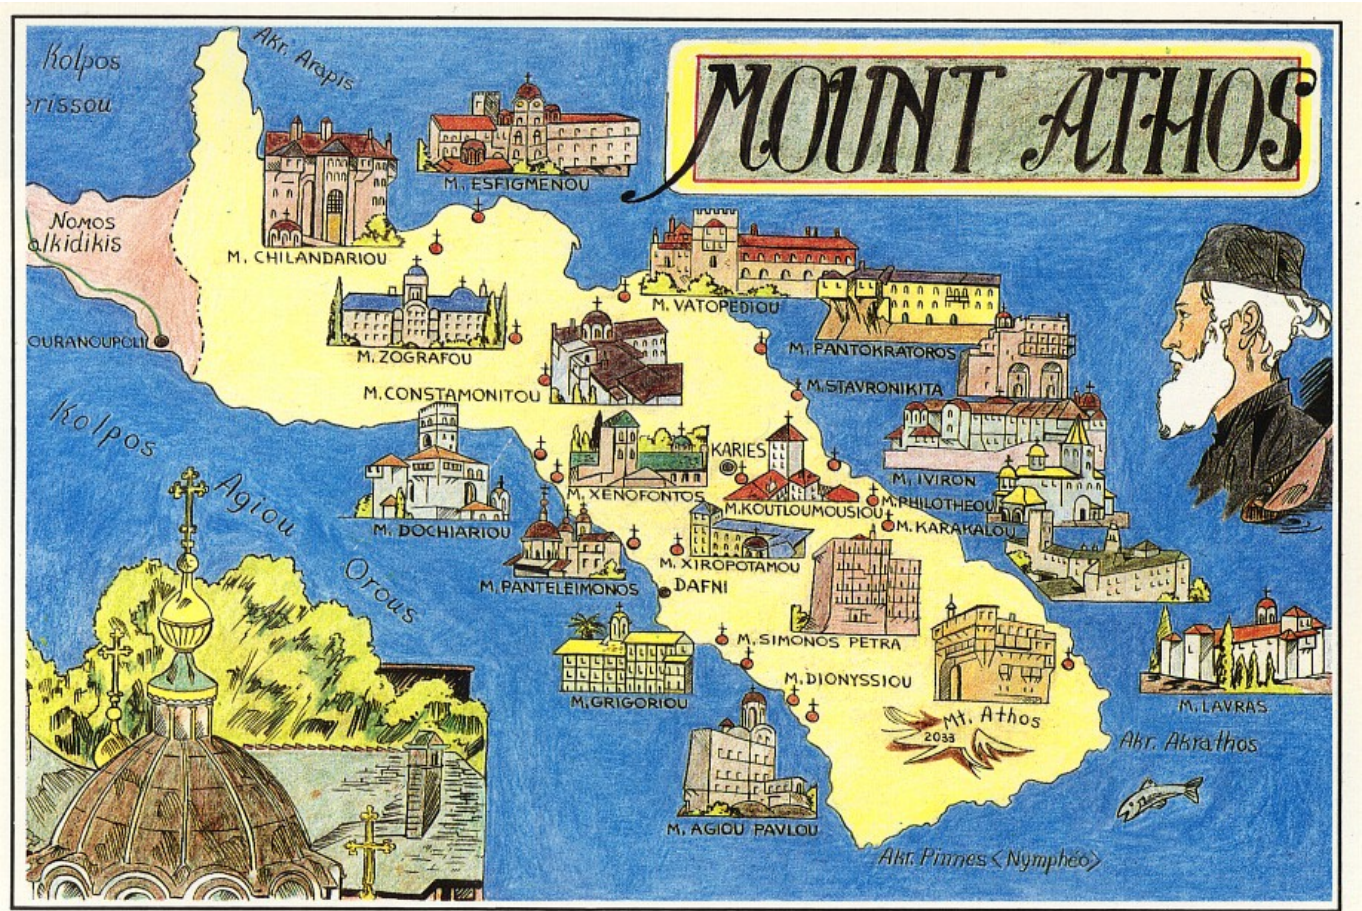 MOUNT ATHOS
Kolpos
erissou
Akr. Arapis
M. ESFIGMENOU
Nomos
alkidikis
M. CHILANDARIOU
M. VATOPEDIOU
OURANOUPOLI
M. ZOGRAFOU
M. PANTOKRATOROS
M. CONSTAMONITOU
M. STAVRONIKITA
Kolpos
Agiou
Orous
KARIES
M. IVIRON
M. XENOFONTOS
M. KOUTLOUMOUSIOU
M. PHILOTHEOU
M. DOCHIARIOU
M. KARAKALOU
M. XIROPOTAMOU
M. PANTELEIMONOS
DAFNI
M. SIMONOS PETRA
M. GRIGORIOU
M. DIONYSSIOU
M. LAVRAS
Mt. Athos
2033
Akr. Akrathos
M. AGIOU PAVLOU
Akr. Pinnes <Nymphéo>